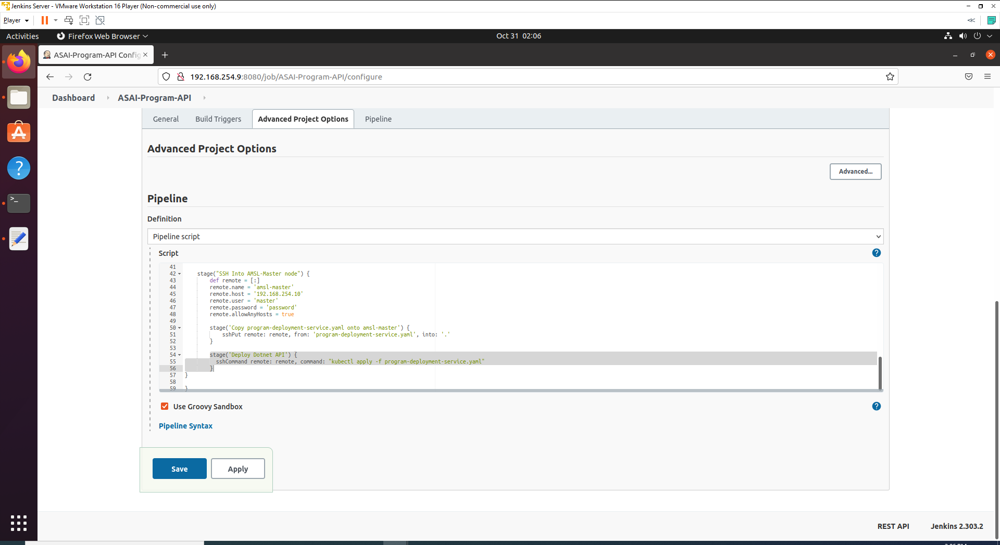 Jenkins Server - VMware Workstation 16 Player (Non-commercial use only)
Player
Activities
Firefox Web Browser
Oct 31 02:06
ASAI-Program-API Config
192.168.254.9:8080/job/ASAI-Program-API/configure
Dashboard
ASAI-Program-API
General
Build Triggers
Advanced Project Options
Pipeline
Advanced Project Options
Advanced...
Pipeline
Definition
Pipeline script
Script
41
42 stage("SSH Into AMSL-Master node") {
43 def remote = [:]
44 remote.name = 'amsl-master'
45 remote.host = '192.168.254.10'
46 remote.user = 'master'
47 remote.password = 'password'
48 remote.allowAnyHosts = true
49
50 stage('Copy program-deployment-service.yaml onto amsl-master') {
51 sshPut remote: remote, from: 'program-deployment-service.yaml', into: '.'
52 }
53
54 stage('Deploy Dotnet API') {
55 sshCommand remote: remote, command: "kubectl apply -f program-deployment-service.yaml"
56 }
57 }
58
59 }
Use Groovy Sandbox
Pipeline Syntax
Save
Apply
REST API
Jenkins 2.303.2